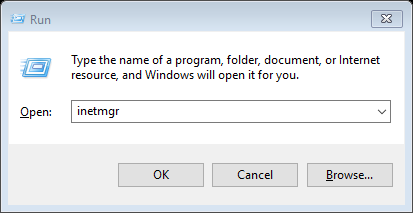 Run
Type the name of a program, folder, document, or Internet
resource, and Windows will open it for you.
Open: inetmgr
OK Cancel Browse...